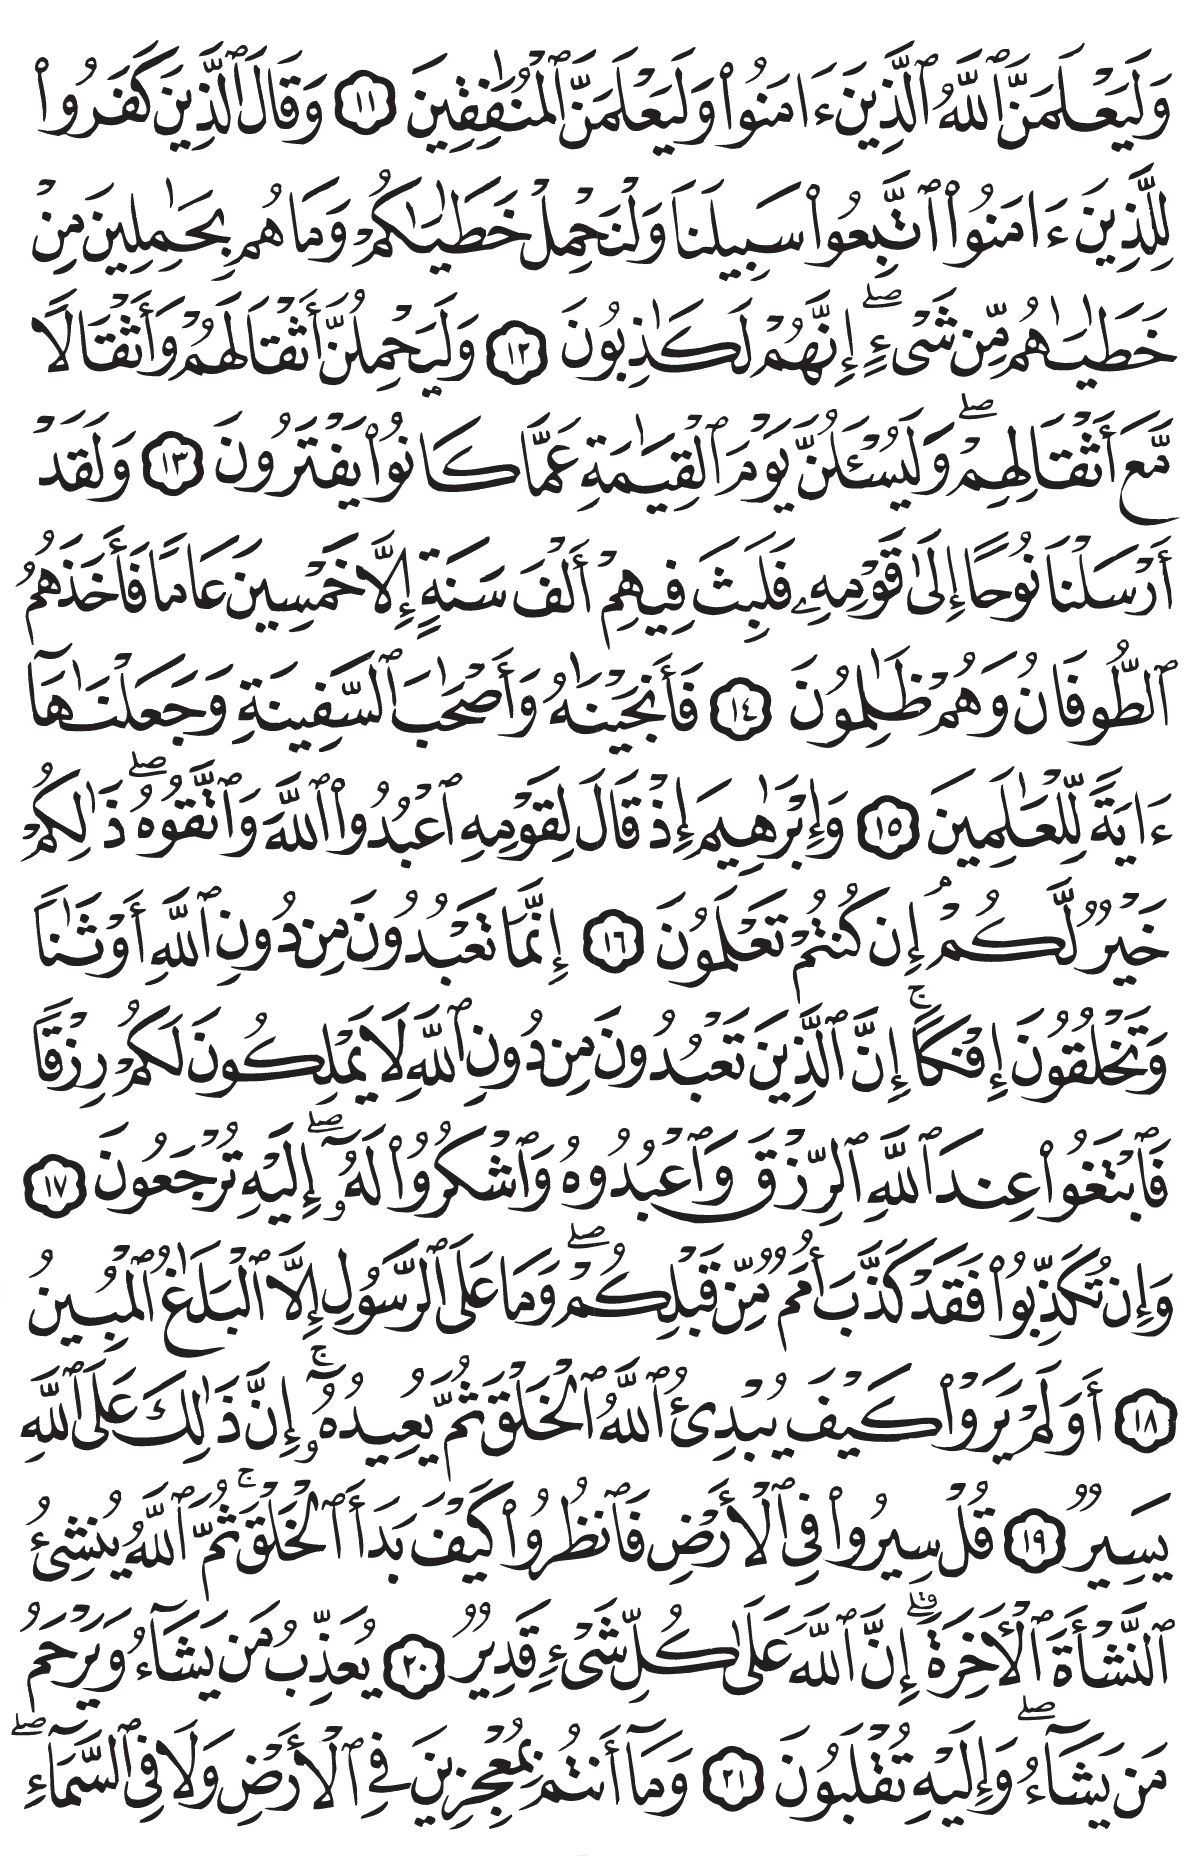 وَلَيَعْلَمَنَّ ٱللَّهُ ٱلَّذِينَ ءَامَنُوا۟ وَلَيَعْلَمَنَّ ٱلْمُنَـٰفِقِينَ ١١ وَقَالَ ٱلَّذِينَ كَفَرُوا۟
لِلَّذِينَ ءَامَنُوا۟ ٱتَّبِعُوا۟ سَبِيلَنَا وَلْنَحْمِلْ خَطَـٰيَـٰكُمْ وَمَا هُم بِحَـٰمِلِينَ مِنْ
خَطَـٰيَـٰهُم مِّن شَىْءٍ ۖ إِنَّهُمْ لَكَـٰذِبُونَ ١٢ وَلَيَحْمِلُنَّ أَثْقَالَهُمْ وَأَثْقَالًا
مَّعَ أَثْقَالِهِمْ ۖ وَلَيُسْـَٔلُنَّ يَوْمَ ٱلْقِيَـٰمَةِ عَمَّا كَانُوا۟ يَفْتَرُونَ ١٣ وَلَقَدْ
أَرْسَلْنَا نُوحًا إِلَىٰ قَوْمِهِۦ فَلَبِثَ فِيهِمْ أَلْفَ سَنَةٍ إِلَّا خَمْسِينَ عَامًا فَأَخَذَهُمُ
ٱلطُّوفَانُ وَهُمْ ظَـٰلِمُونَ ١٤ فَأَنجَيْنَـٰهُ وَأَصْحَـٰبَ ٱلسَّفِينَةِ وَجَعَلْنَـٰهَآ
ءَايَةً لِّلْعَـٰلَمِينَ ١٥ وَإِبْرَٰهِيمَ إِذْ قَالَ لِقَوْمِهِ ٱعْبُدُوا۟ ٱللَّهَ وَٱتَّقُوهُ ۖ ذَٰلِكُمْ
خَيْرٌ لَّكُمْ إِن كُنتُمْ تَعْلَمُونَ ١٦ إِنَّمَا تَعْبُدُونَ مِن دُونِ ٱللَّهِ أَوْثَـٰنًا
وَتَخْلُقُونَ إِفْكًا ۚ إِنَّ ٱلَّذِينَ تَعْبُدُونَ مِن دُونِ ٱللَّهِ لَا يَمْلِكُونَ لَكُمْ رِزْقًا
فَٱبْتَغُوا۟ عِندَ ٱللَّهِ ٱلرِّزْقَ وَٱعْبُدُوهُ وَٱشْكُرُوا۟ لَهُۥٓ ۖ إِلَيْهِ تُرْجَعُونَ ١٧
وَإِن تُكَذِّبُوا۟ فَقَدْ كَذَّبَ أُمَمٌ مِّن قَبْلِكُمْ ۖ وَمَا عَلَى ٱلرَّسُولِ إِلَّا ٱلْبَلَـٰغُ ٱلْمُبِينُ
١٨ أَوَلَمْ يَرَوْا۟ كَيْفَ يُبْدِئُ ٱللَّهُ ٱلْخَلْقَ ثُمَّ يُعِيدُهُۥٓ ۚ إِنَّ ذَٰلِكَ عَلَى ٱللَّهِ
يَسِيرٌ ١٩ قُلْ سِيرُوا۟ فِى ٱلْأَرْضِ فَٱنظُرُوا۟ كَيْفَ بَدَأَ ٱلْخَلْقَ ۚ ثُمَّ ٱللَّهُ يُنشِئُ
ٱلنَّشْأَةَ ٱلْـَٔاخِرَةَ ۗ إِنَّ ٱللَّهَ عَلَىٰ كُلِّ شَىْءٍ قَدِيرٌ ٢٠ يُعَذِّبُ مَن يَشَآءُ وَيَرْحَمُ
مَن يَشَآءُ ۖ وَإِلَيْهِ تُقْلَبُونَ ٢١ وَمَآ أَنتُم بِمُعْجِزِينَ فِى ٱلْأَرْضِ وَلَا فِى ٱلسَّمَآءِ ۖ